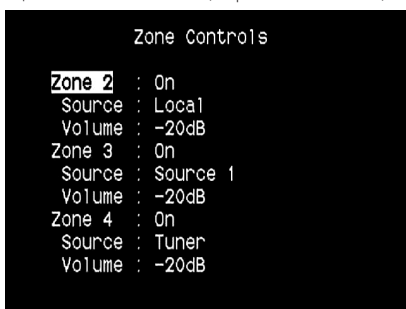 Zone Controls
Zone 2 : On
Source : Local
Volume : -20dB
Zone 3 : On
Source : Source 1
Volume : -20dB
Zone 4 : On
Source : Tuner
Volume : -20dB